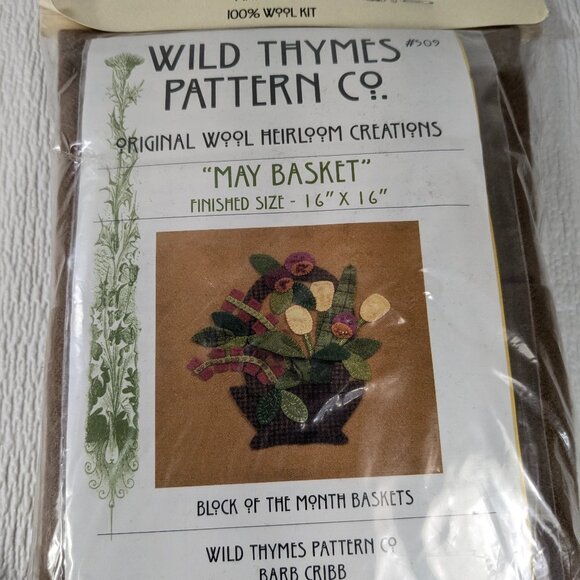 100% WOOL KIT
WILD THYMES #505
PATTERN CO.
ORIGINAL WOOL HEIRLOOM CREATIONS
"MAY BASKET"
FINISHED SIZE - 16" X 16"
BLOCK OF THE MONTH BASKETS
WILD THYMES PATTERN CO
BARB CRIBB